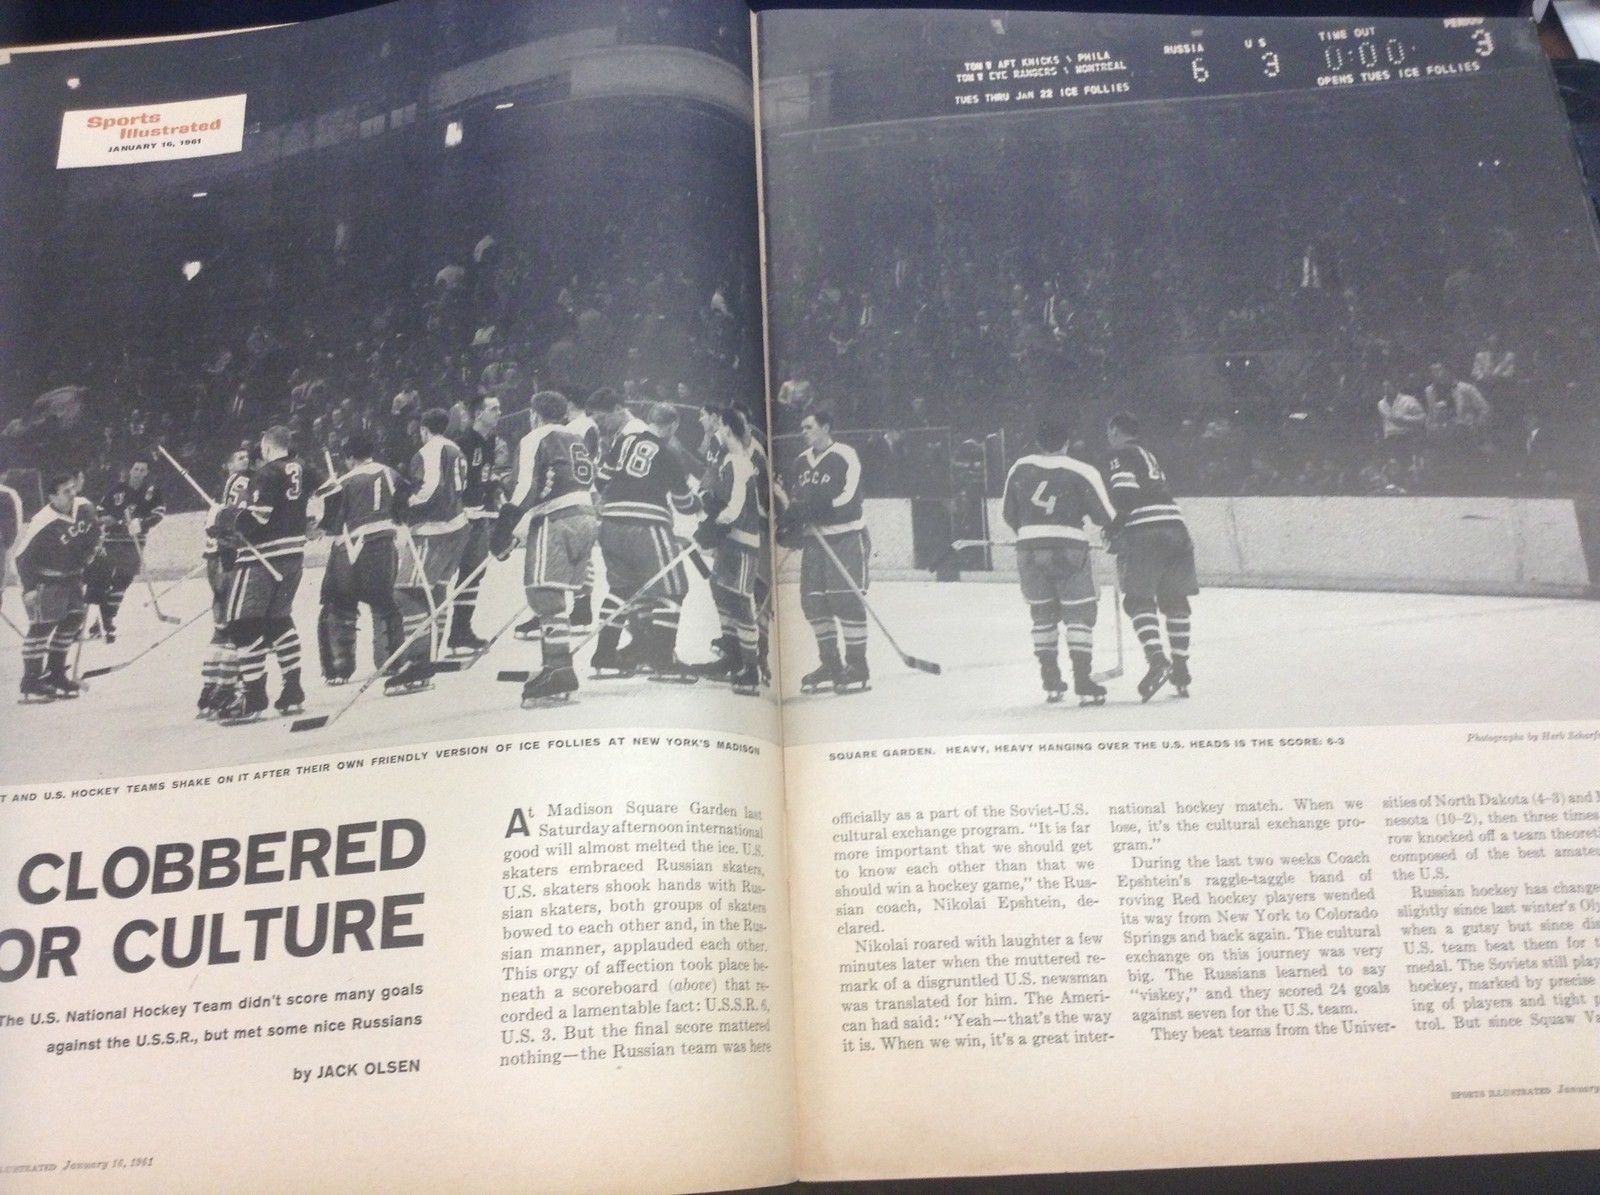 Sports
Illustrated
JANUARY 16, 1961
TOM'W AFT KNICKS \ PHILA
TOM'W EVE RANGERS \ MONTREAL
TUES THRU JAN 22 ICE FOLLIES
RUSSIA
6
U S
3
TIME OUT
0:00
OPENS TUES ICE FOLLIES
PERIOD
3
3
1
6
18
CCCP
CCCP
4
T AND U.S. HOCKEY TEAMS SHAKE ON IT AFTER THEIR OWN FRIENDLY VERSION OF ICE FOLLIES AT NEW YORK'S MADISON
SQUARE GARDEN. HEAVY, HEAVY HANGING OVER THE U.S. HEADS IS THE SCORE: 6-3
Photographs by Herb Scharf
CLOBBERED
OR CULTURE
The U.S. National Hockey Team didn't score many goals
against the U.S.S.R., but met some nice Russians
by JACK OLSEN
At Madison Square Garden last
Saturday afternoon international
good will almost melted the ice. U.S.
skaters embraced Russian skaters,
U.S. skaters shook hands with Rus-
sian skaters, both groups of skaters
bowed to each other and, in the Rus-
sian manner, applauded each other.
This orgy of affection took place be-
neath a scoreboard (above) that re-
corded a lamentable fact: U.S.S.R. 6,
U.S. 3. But the final score mattered
nothing—the Russian team was here
officially as a part of the Soviet-U.S.
cultural exchange program. "It is far
more important that we should get
to know each other than that we
should win a hockey game," the Rus-
sian coach, Nikolai Epshtein, de-
clared.
Nikolai roared with laughter a few
minutes later when the muttered re-
mark of a disgruntled U.S. newsman
was translated for him. The Ameri-
can had said: "Yeah—that's the way
it is. When we win, it's a great inter-
national hockey match. When we
lose, it's the cultural exchange pro-
gram."
During the last two weeks Coach
Epshtein's raggle-taggle band of
roving Red hockey players wended
its way from New York to Colorado
Springs and back again. The cultural
exchange on this journey was very
big. The Russians learned to say
"viskey," and they scored 24 goals
against seven for the U.S. team.
They beat teams from the Univer-
sities of North Dakota (4-3) and
nesota (10-2), then three times
row knocked off a team theoreti
composed of the best amate
the U.S.
Russian hockey has change
slightly since last winter's Oly
when a gutsy but since dis
U.S. team beat them for t
medal. The Soviets still play
hockey, marked by precise
ing of players and tight p
trol. But since Squaw Va
LUSTRATED January 16, 1961
SPORTS ILLUSTRATED January